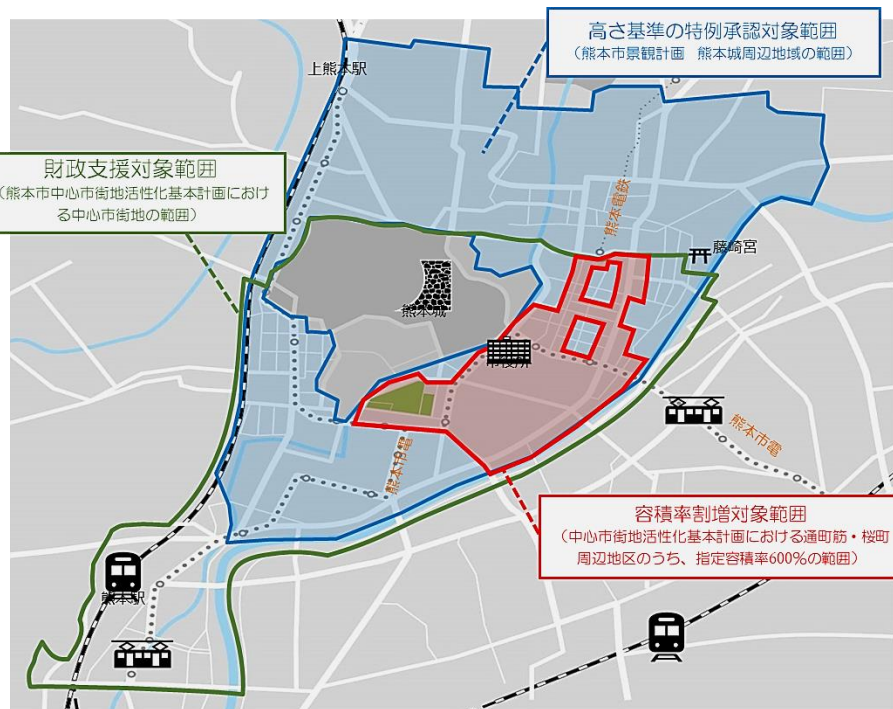 高さ基準の特例承認対象範囲
（熊本市景観計画　熊本城周辺地域の範囲）
上熊本駅
財政支援対象範囲
（熊本市中心市街地活性化基本計画におけ
る中心市街地の範囲）
熊本電鉄
藤崎宮
熊本城
市役所
熊本市電
熊本市電
容積率割増対象範囲
（中心市街地活性化基本計画における通町筋・桜町
周辺地区のうち、指定容積率600％の範囲）
熊本駅